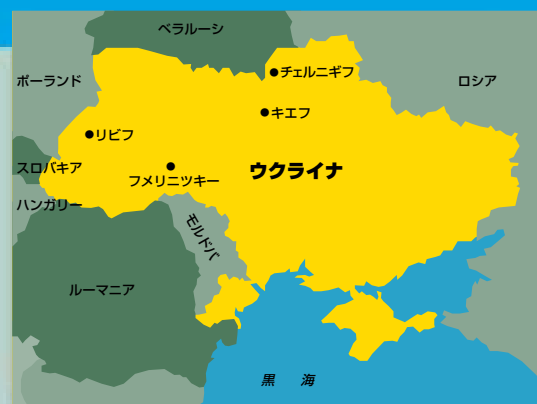 ベラルーシ
ポーランド
チェルニギフ
ロシア
キエフ
リビフ
スロバキア
フメリニツキー
ウクライナ
ハンガリー
モルドバ
ルーマニア
黒 海